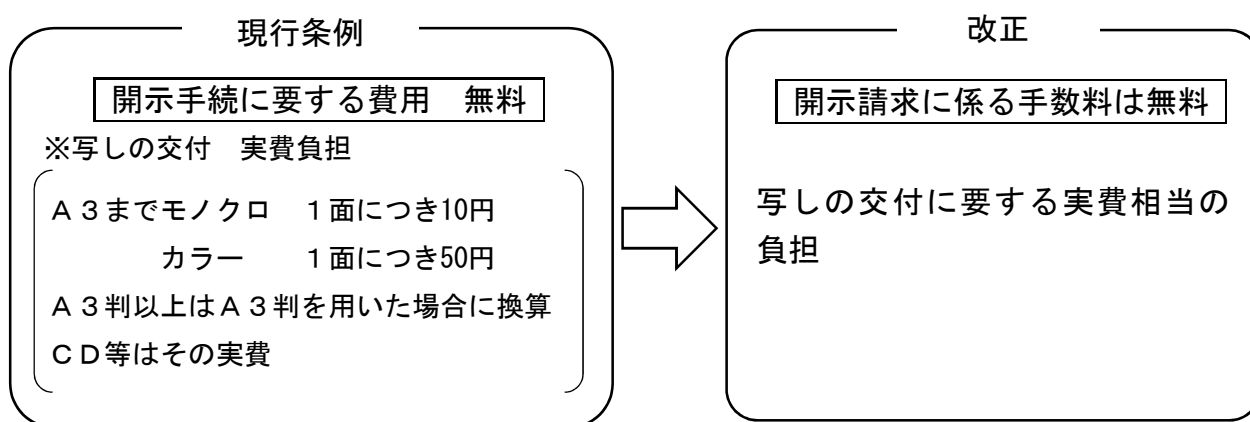 現行条例
開示手続に要する費用　無料
※写しの交付　実費負担
Ａ３までモノクロ　１面につき10円
カラー　　１面につき50円
Ａ３判以上はＡ３判を用いた場合に換算
ＣＤ等はその実費
改正
開示請求に係る手数料は無料
写しの交付に要する実費相当の
負担